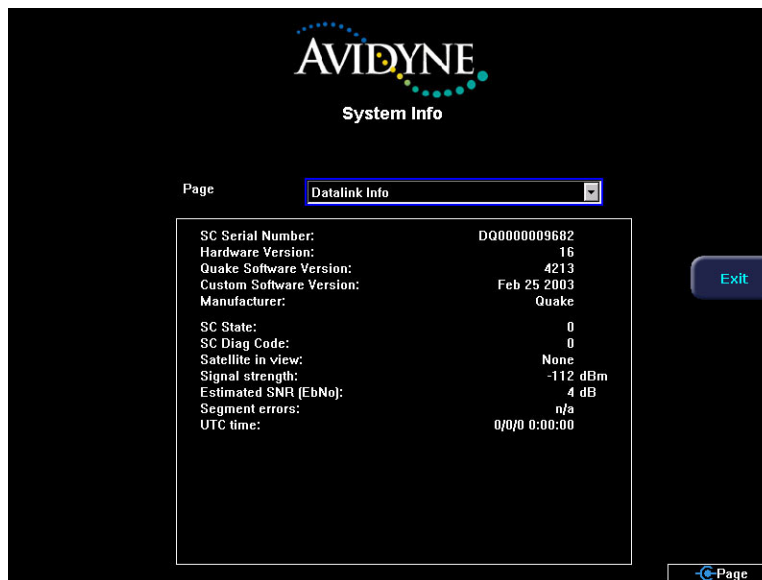 AVIDYNE
System Info
Page Datalink Info
SC Serial Number: DQ0000009682
Hardware Version: 16
Quake Software Version: 4213
Custom Software Version: Feb 25 2003
Manufacturer: Quake
SC State: 0
SC Diag Code: 0
Satellite in view: None
Signal strength: -112 dBm
Estimated SNR (EbNo): 4 dB
Segment errors: n/a
UTC time: 0/0/0 0:00:00
Exit
Page